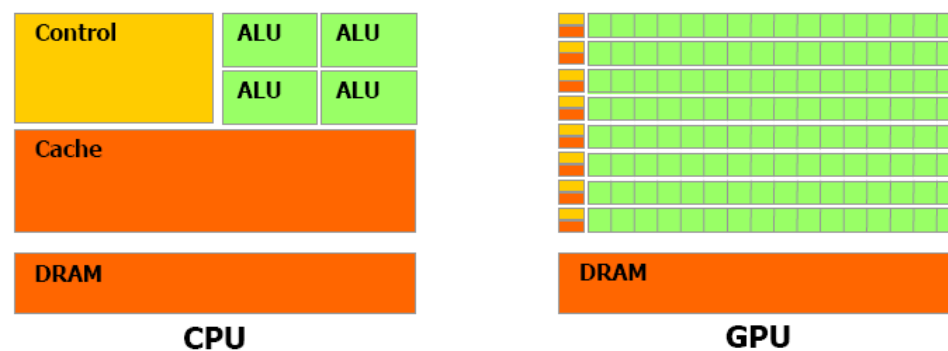 Control
ALU ALU
ALU ALU
Cache
DRAM
CPU
DRAM
GPU